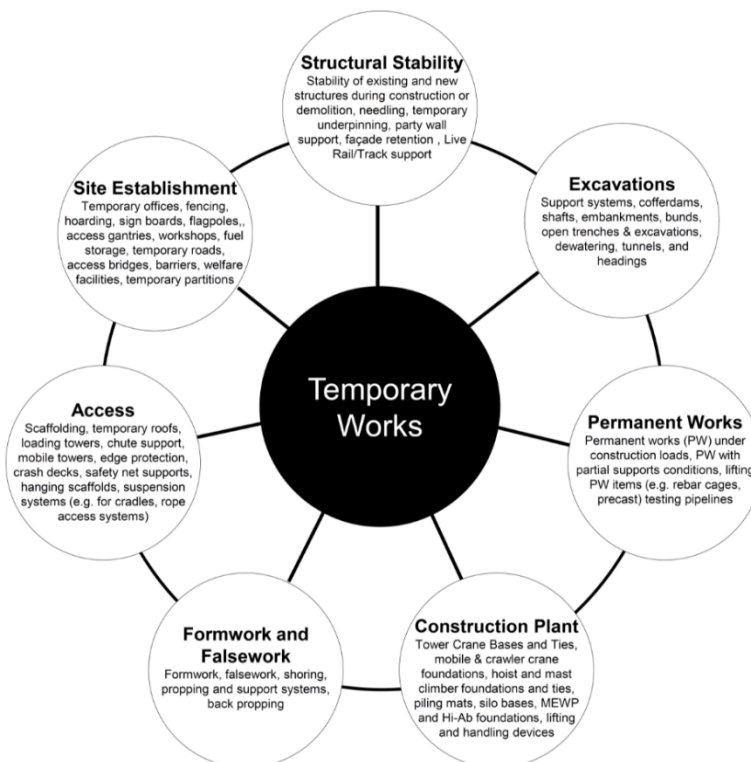 Structural Stability
Stability of existing and new
structures during construction or
demolition, needling, temporary
underpinning, party wall
support, façade retention , Live
Rail/Track support
Excavations
Support systems, cofferdams,
shafts, embankments, bunds,
open trenches & excavations,
dewatering, tunnels, and
headings
Permanent Works
Permanent works (PW) under
construction loads, PW with
partial supports conditions, lifting
PW items (e.g. rebar cages,
precast) testing pipelines
Construction Plant
Tower Crane Bases and Ties,
mobile & crawler crane
foundations, hoist and mast
climber foundations and ties,
piling mats, silo bases, MEWP
and Hi-Ab foundations, lifting
and handling devices
Formwork and
Falsework
Formwork, falsework, shoring,
propping and support systems,
back propping
Access
Scaffolding, temporary roofs,
loading towers, chute support,
mobile towers, edge protection,
crash decks, safety net supports,
hanging scaffolds, suspension
systems (e.g. for cradles, rope
access systems)
Site Establishment
Temporary offices, fencing,
hoarding, sign boards, flagpoles,,
access gantries, workshops, fuel
storage, temporary roads,
access bridges, barriers, welfare
facilities, temporary partitions
Temporary
Works